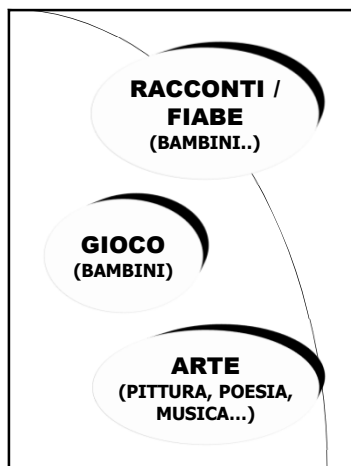 RACCONTI /
FIABE
(BAMBINI..)
GIOCO
(BAMBINI)
ARTE
(PITTURA, POESIA,
MUSICA...)